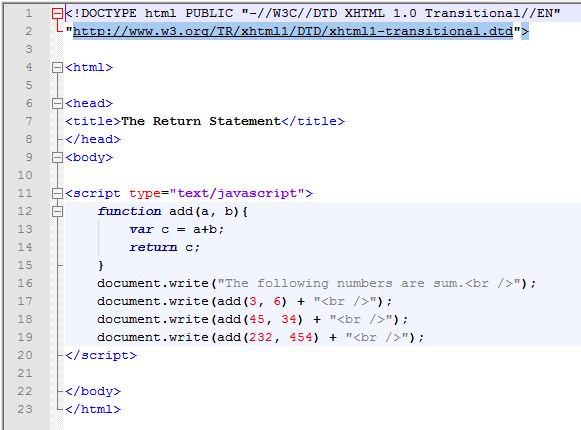 1 <!DOCTYPE html PUBLIC "-//W3C//DTD XHTML 1.0 Transitional//EN"
2 "http://www.w3.org/TR/xhtml1/DTD/xhtml1-transitional.dtd">
3
4 <html>
5
6 <head>
7 <title>The Return Statement</title>
8 </head>
9 <body>
10
11 <script type="text/javascript">
12     function add(a, b){
13         var c = a+b;
14         return c;
15     }
16     document.write("The following numbers are sum.<br />");
17     document.write(add(3, 6) + "<br />");
18     document.write(add(45, 34) + "<br />");
19     document.write(add(232, 454) + "<br />");
20 </script>
21
22 </body>
23 </html>